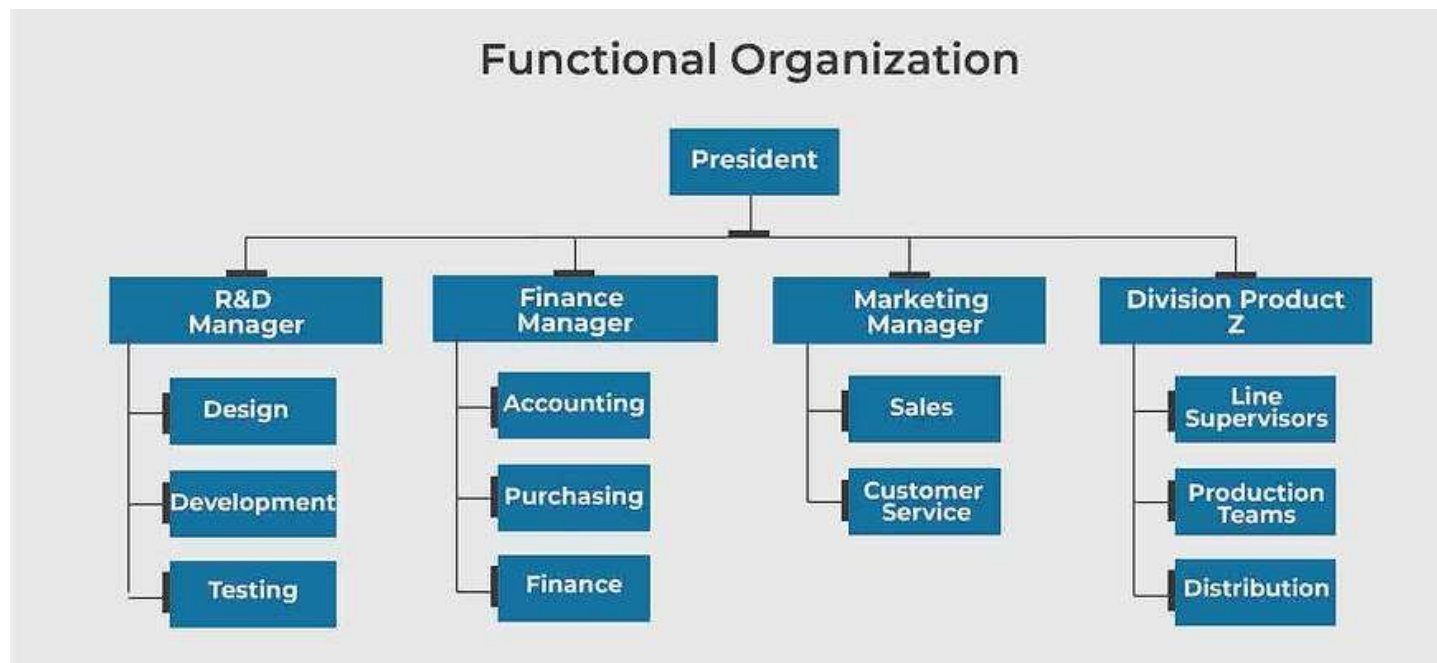 Functional Organization
President
R&D
Manager
Finance
Manager
Marketing
Manager
Division Product
Z
Design
Development
Testing
Accounting
Purchasing
Finance
Sales
Customer
Service
Line
Supervisors
Production
Teams
Distribution